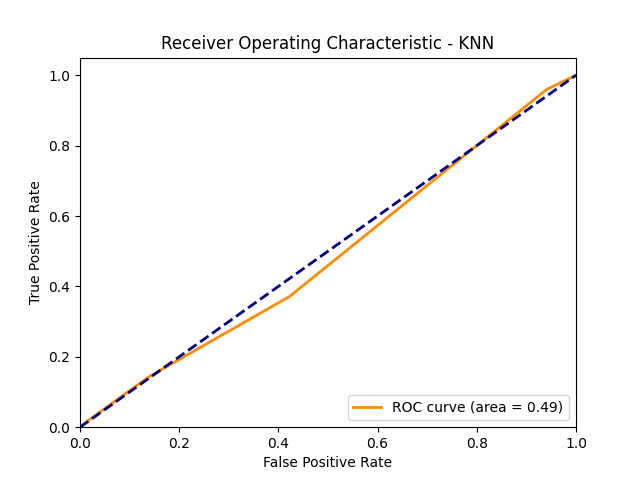 Receiver Operating Characteristic - KNN
True Positive Rate
1.0
0.8
0.6
0.4
0.2
0.0
ROC curve (area = 0.49)
0.0 0.2 0.4 0.6 0.8 1.0
False Positive Rate